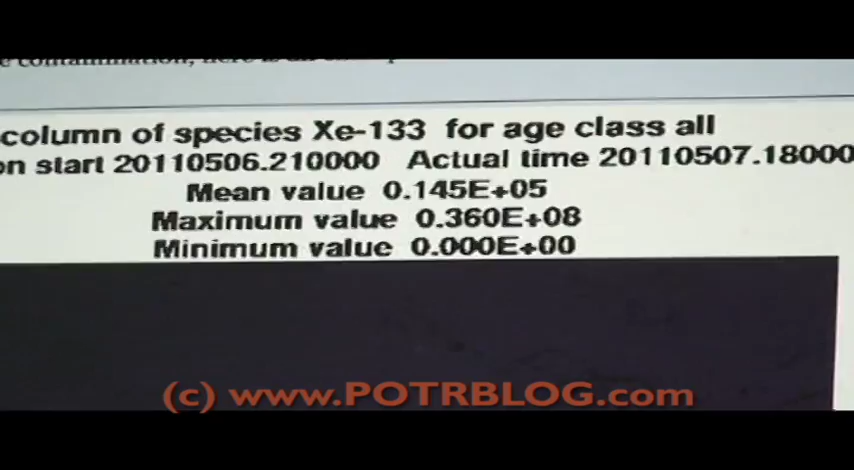 column of species Xe-133 for age class all
on start 20110506.210000 Actual time 20110507.18000
Mean value 0.145E+05
Maximum value 0.360E+08
Minimum value 0.000E+00
(c) www.POTRBLOG.com